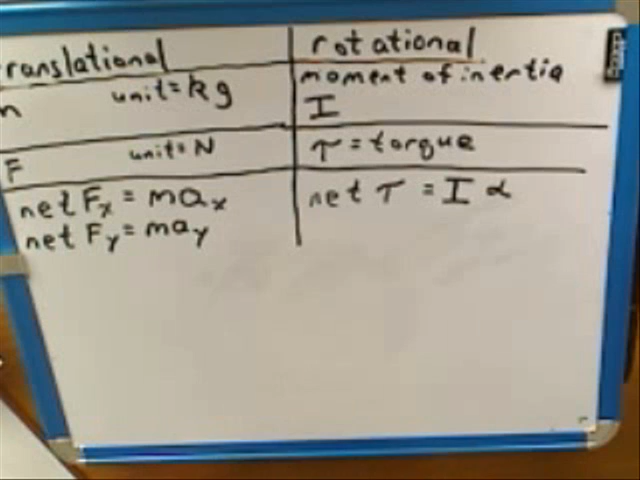 ranslational
rotational
m unit=kg
moment of inertia
I
F unit=N
τ = torque
net Fx = max
net Fy = may
net τ = I α